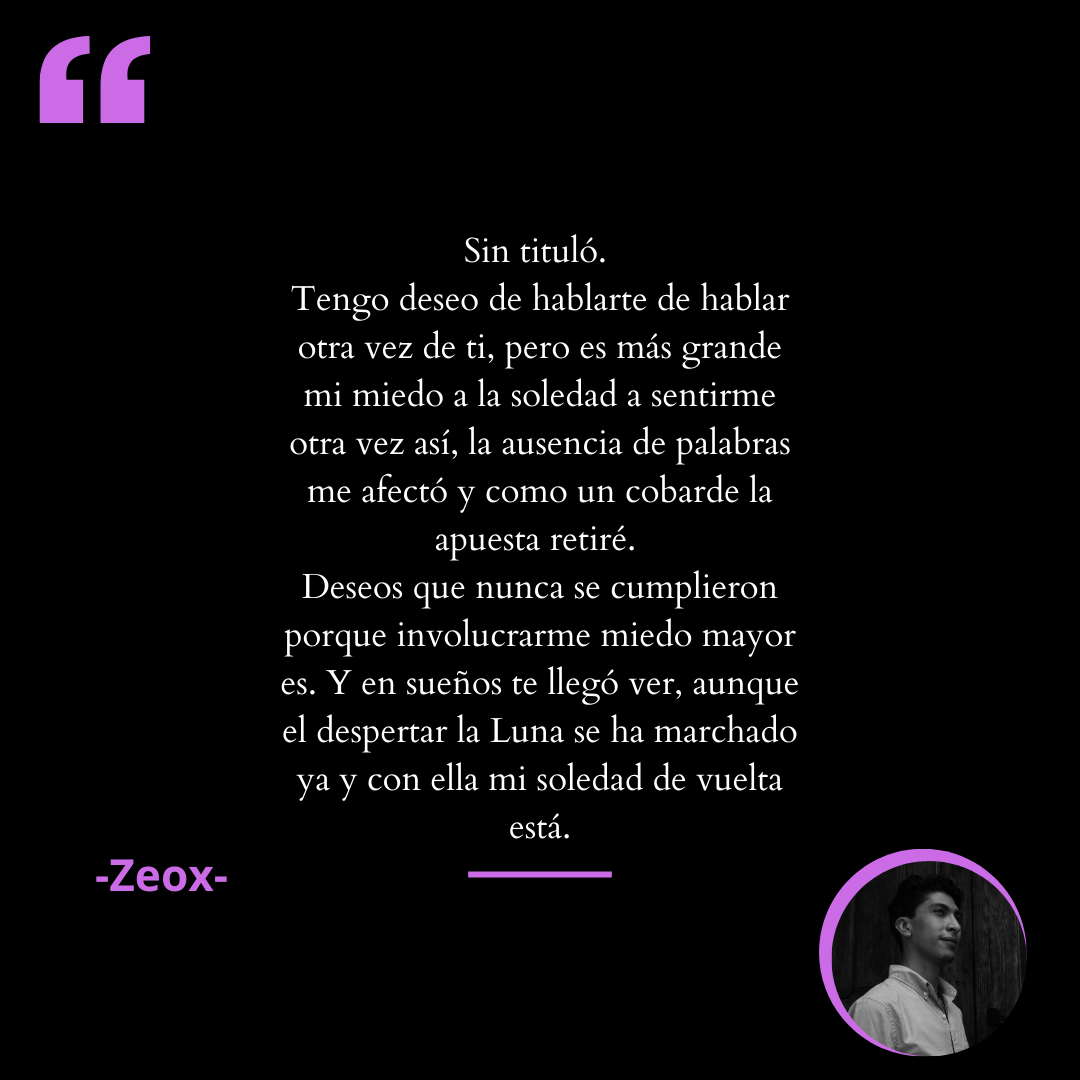 “
Sin tituló.
Tengo deseo de hablarte de hablar
otra vez de ti, pero es más grande
mi miedo a la soledad a sentirme
otra vez así, la ausencia de palabras
me afectó y como un cobarde la
apuesta retiré.
Deseos que nunca se cumplieron
porque involucrarme miedo mayor
es. Y en sueños te llegó ver, aunque
el despertar la Luna se ha marchado
ya y con ella mi soledad de vuelta
está.
-Zeox-